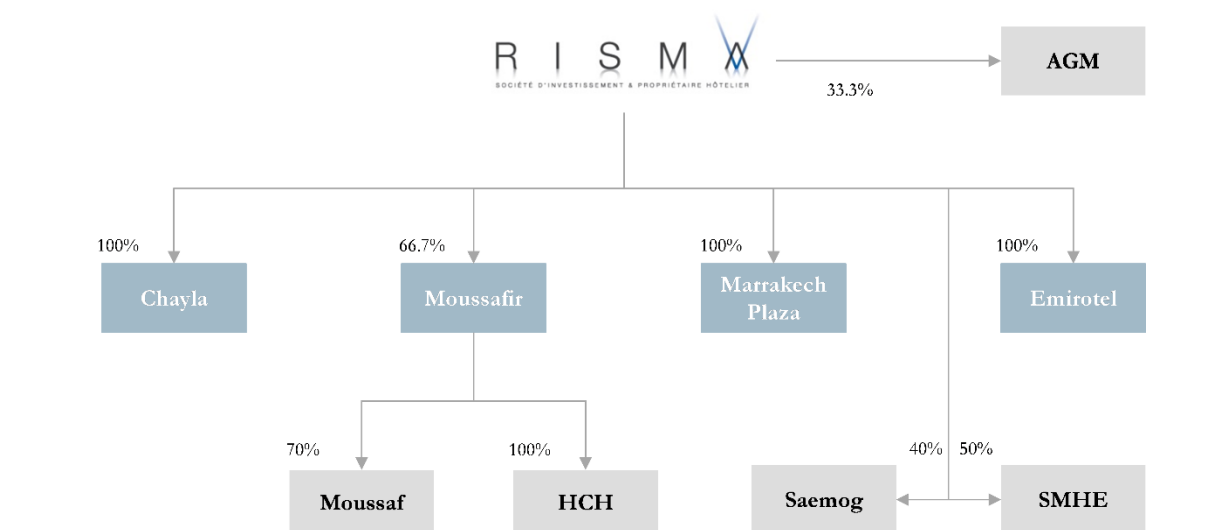 RISMA
SOCIÉTÉ D'INVESTISSEMENT & PROPRIÉTAIRE HÔTELIER
33.3%
AGM
100%
66.7%
100%
100%
Chayla
Moussafir
Marrakech
Plaza
Emirotel
70%
100%
40%
50%
Moussaf
HCH
Saemog
SMHE